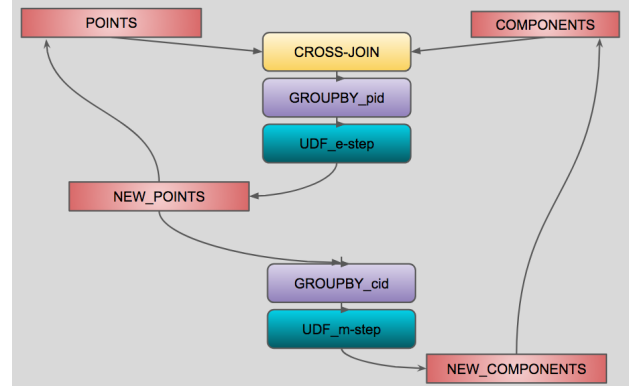 POINTS
COMPONENTS
CROSS-JOIN
GROUPBY_pid
UDF_e-step
NEW_POINTS
GROUPBY_cid
UDF_m-step
NEW_COMPONENTS